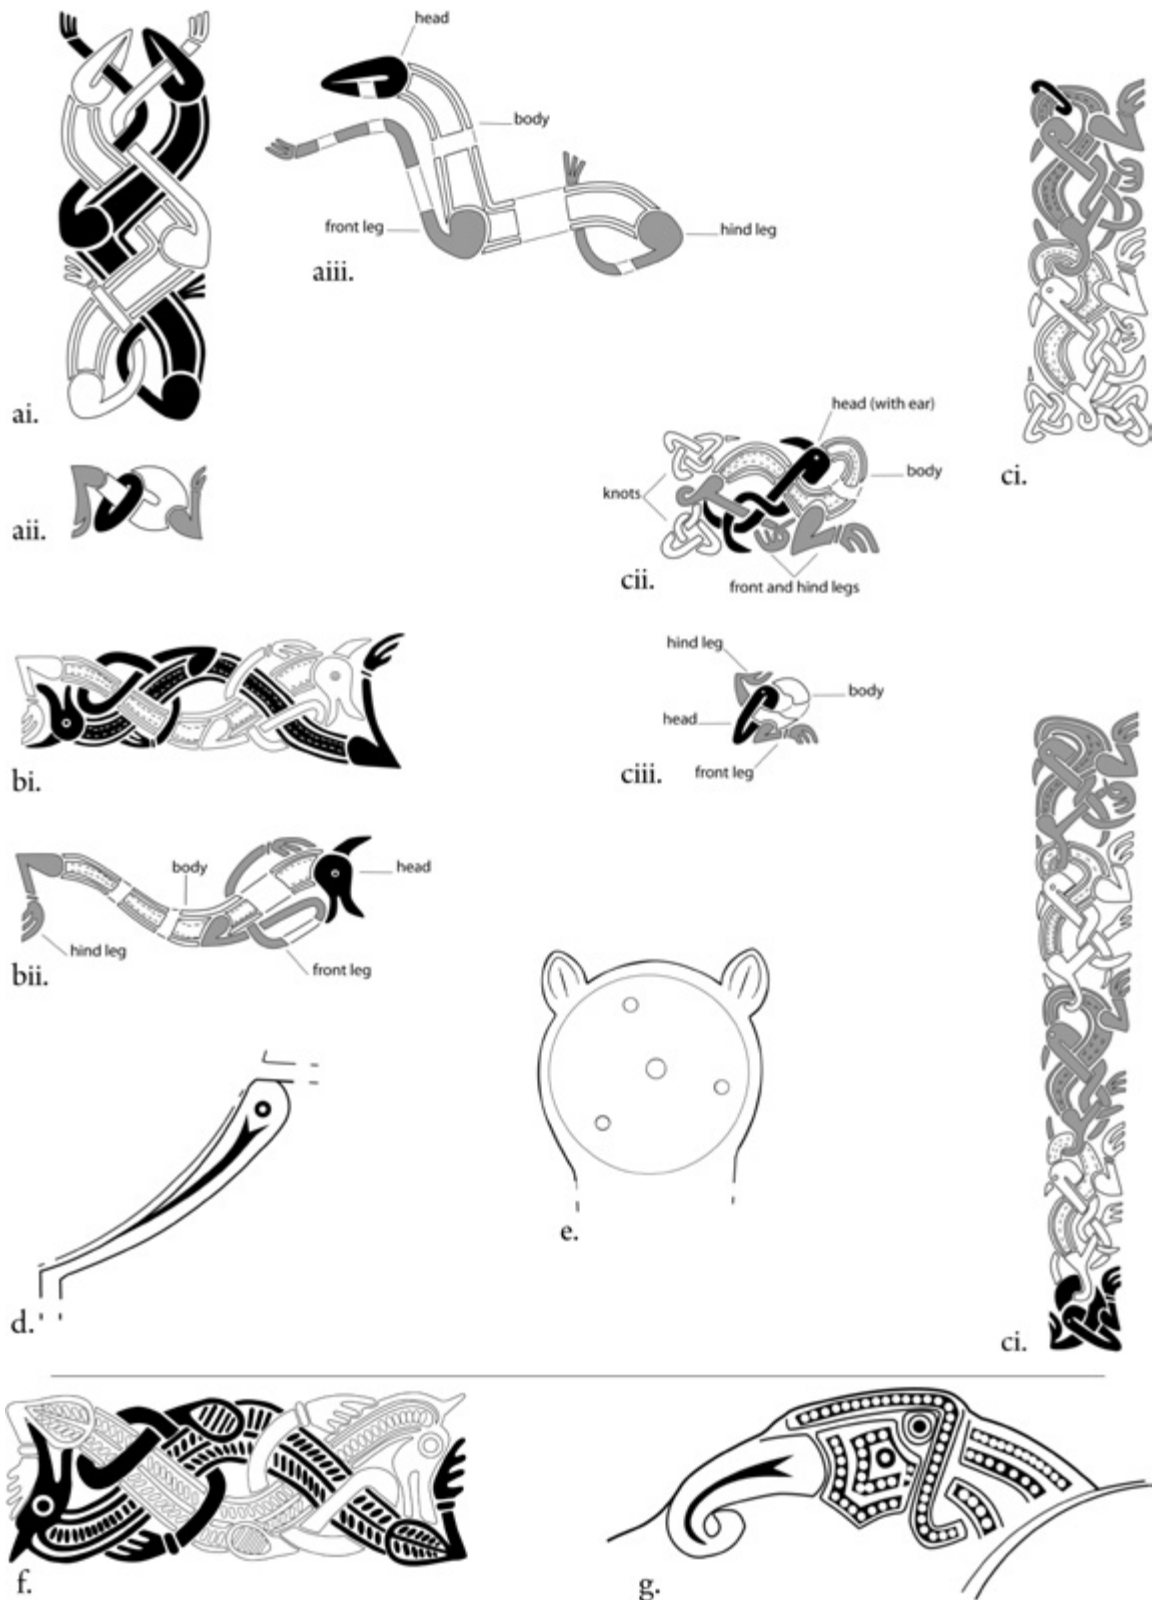 head
body
front leg
hind leg
aiii.
ai.
aii.
ci.
head (with ear)
body
knots
front and hind legs
cii.
hind leg
body
head
front leg
ciii.
bi.
body
head
hind leg
front leg
bii.
e.
d.
ci.
f.
g.